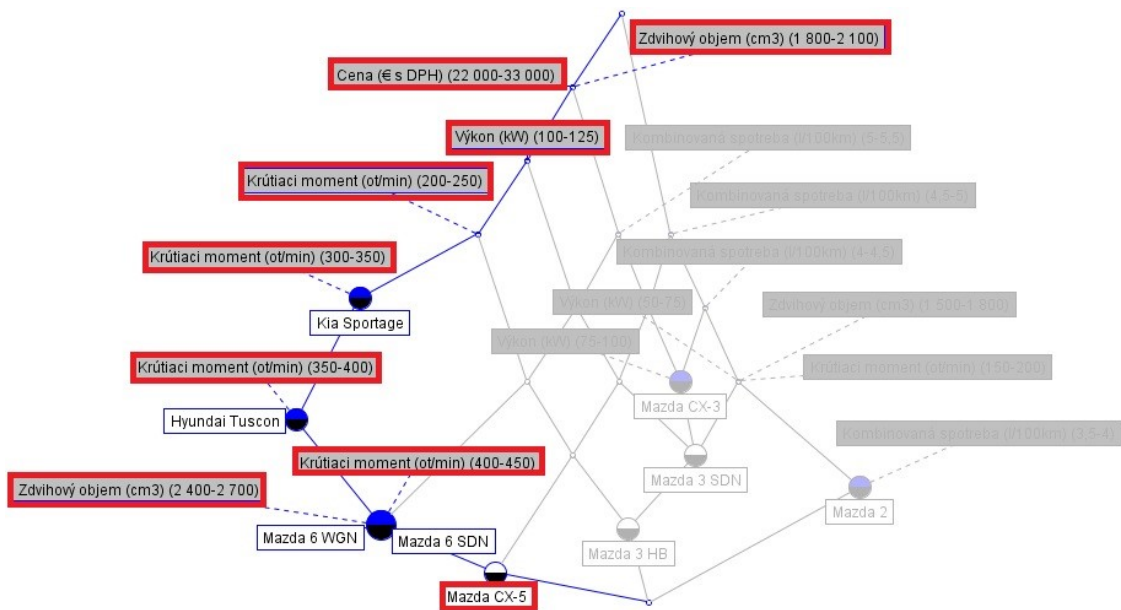 Zdvihový objem (cm3) (1 800-2 100)
Cena (€ s DPH) (22 000-33 000)
Výkon (kW) (100-125)
Kombinovaná spotreba (l/100km) (5-5,5)
Krútiaci moment (ot/min) (200-250)
Kombinovaná spotreba (l/100km) (4,5-5)
Krútiaci moment (ot/min) (300-350)
Kombinovaná spotreba (l/100km) (4-4,5)
Výkon (kW) (50-75)
Zdvihový objem (cm3) (1 500-1 800)
Kia Sportage
Výkon (kW) (75-100)
Krútiaci moment (ot/min) (350-400)
Krútiaci moment (ot/min) (150-200)
Mazda CX-3
Hyundai Tuscon
Kombinovaná spotreba (l/100km) (3,5-4)
Krútiaci moment (ot/min) (400-450)
Mazda 3 SDN
Zdvihový objem (cm3) (2 400-2 700)
Mazda 2
Mazda 6 WGN
Mazda 6 SDN
Mazda 3 HB
Mazda CX-5